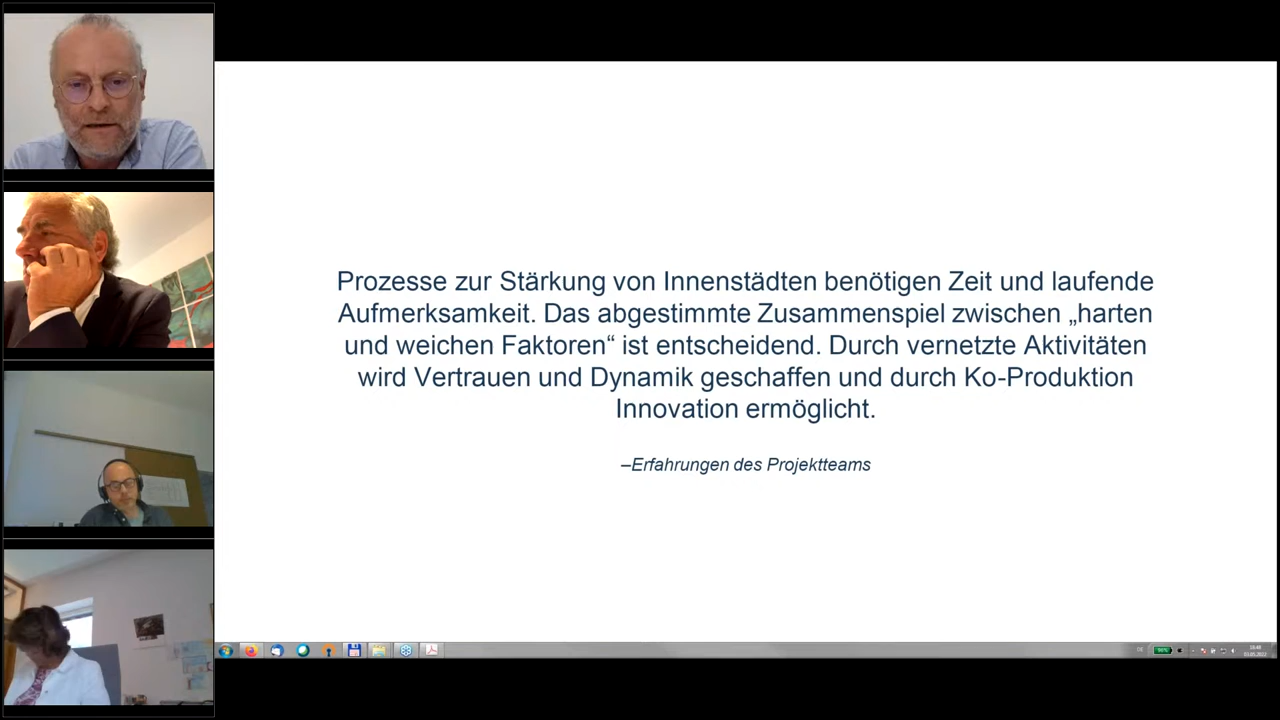 Prozesse zur Stärkung von Innenstädten benötigen Zeit und laufende
Aufmerksamkeit. Das abgestimmte Zusammenspiel zwischen „harten
und weichen Faktoren“ ist entscheidend. Durch vernetzte Aktivitäten
wird Vertrauen und Dynamik geschaffen und durch Ko-Produktion
Innovation ermöglicht.
–Erfahrungen des Projektteams
DE